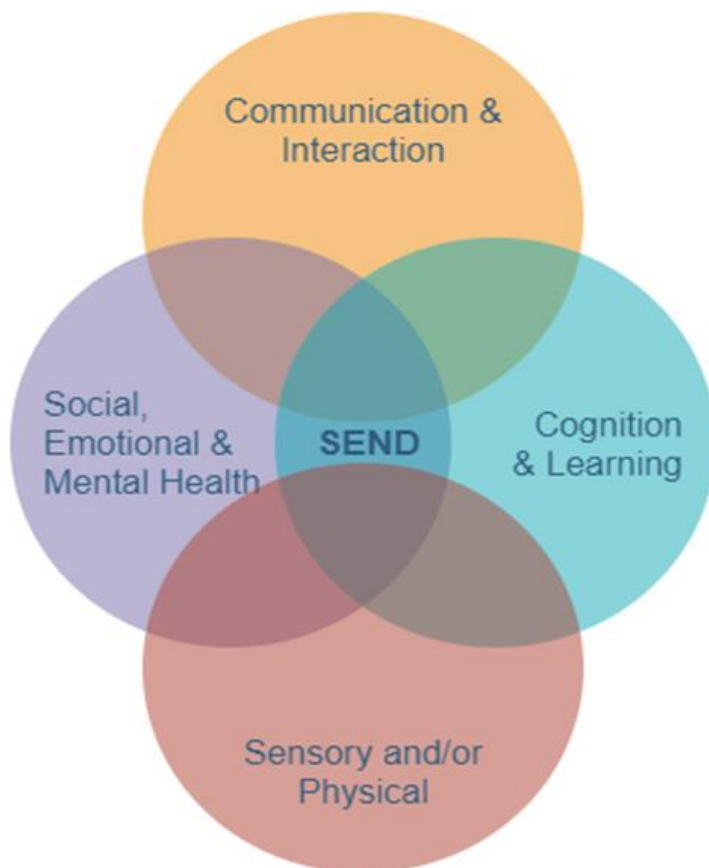 Communication &
Interaction
Social,
Emotional &
Mental Health
SEND
Cognition
& Learning
Sensory and/or
Physical